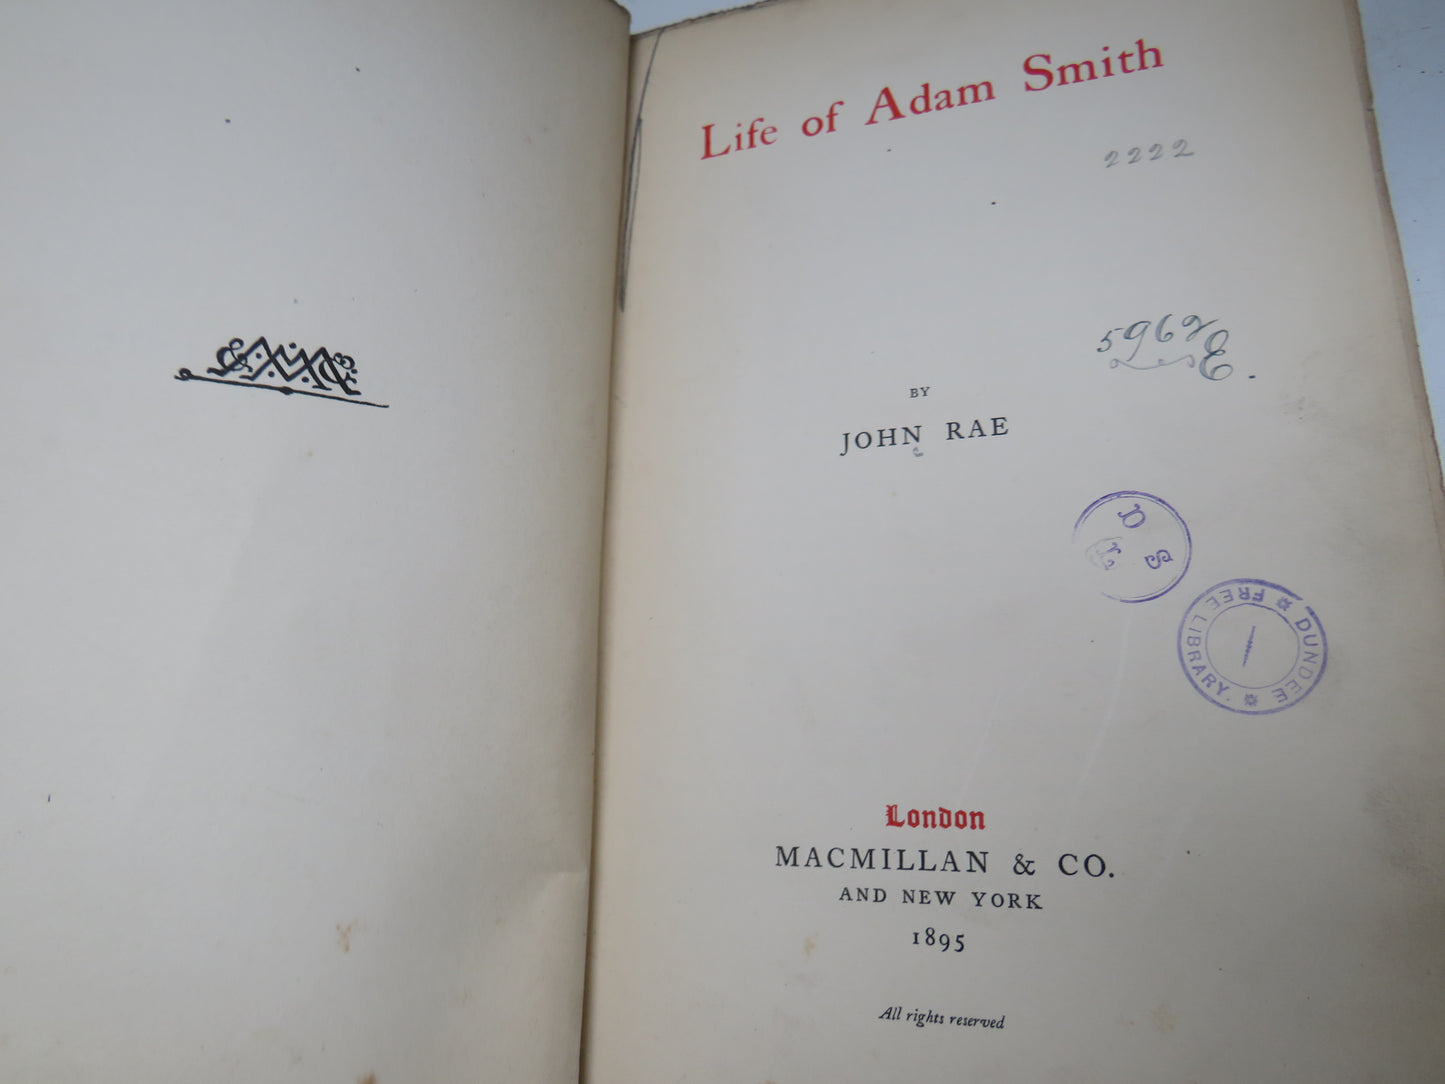 Life of Adam Smith
2222
5962
E.
BY
JOHN RAE
D S
DUNDEE
FREE LIBRARY.
London
MACMILLAN & CO.
AND NEW YORK
1895
All rights reserved